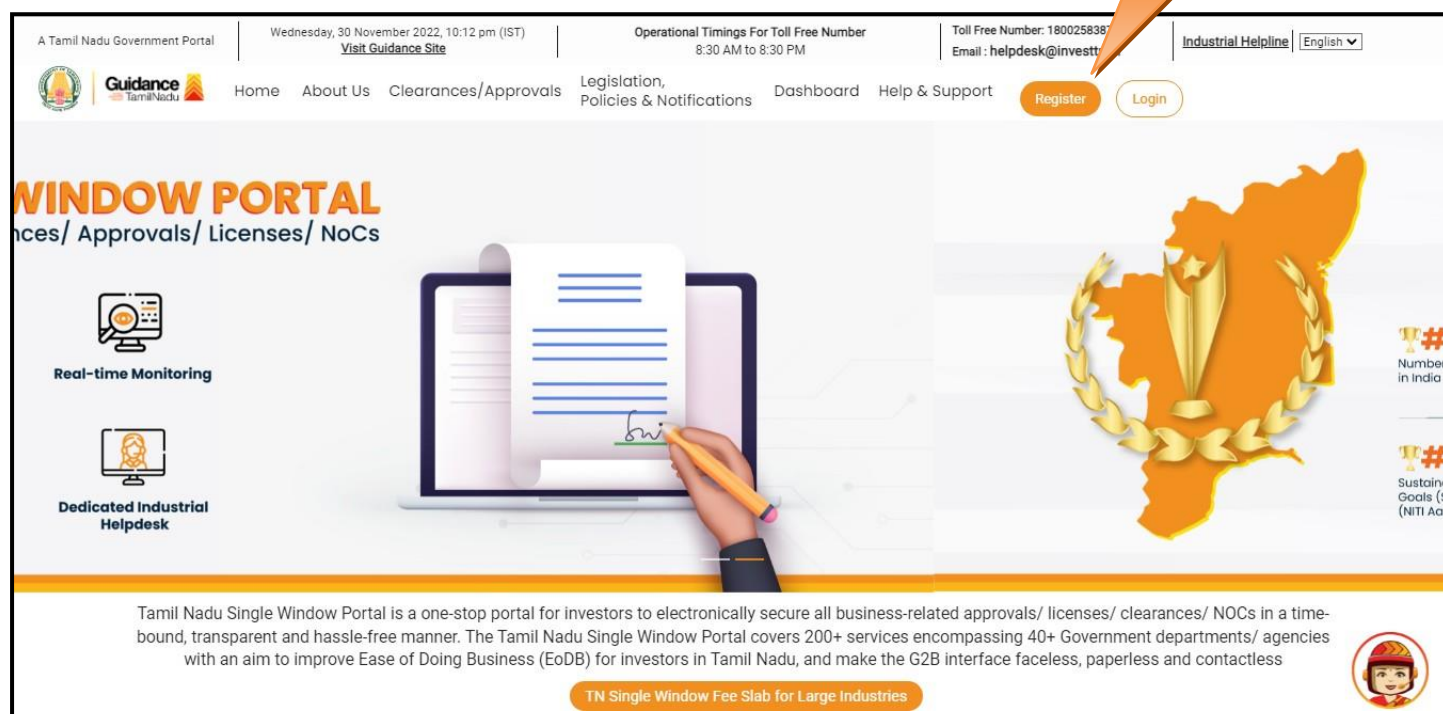 A Tamil Nadu Government Portal
Wednesday, 30 November 2022, 10:12 pm (IST)
Visit Guidance Site
Operational Timings For Toll Free Number
8:30 AM to 8:30 PM
Toll Free Number: 1800258387
Email : helpdesk@investt
Industrial Helpline
English
Guidance
TamilNadu
Home
About Us
Clearances/Approvals
Legislation,
Policies & Notifications
Dashboard
Help & Support
Register
Login
WINDOW PORTAL
nces/ Approvals/ Licenses/ NoCs
Real-time Monitoring
Dedicated Industrial
Helpdesk
#
Number
in India
#
Sustain
Goals (S
(NITI Aa
Tamil Nadu Single Window Portal is a one-stop portal for investors to electronically secure all business-related approvals/ licenses/ clearances/ NOCs in a time-
bound, transparent and hassle-free manner. The Tamil Nadu Single Window Portal covers 200+ services encompassing 40+ Government departments/ agencies
with an aim to improve Ease of Doing Business (EoDB) for investors in Tamil Nadu, and make the G2B interface faceless, paperless and contactless
TN Single Window Fee Slab for Large Industries